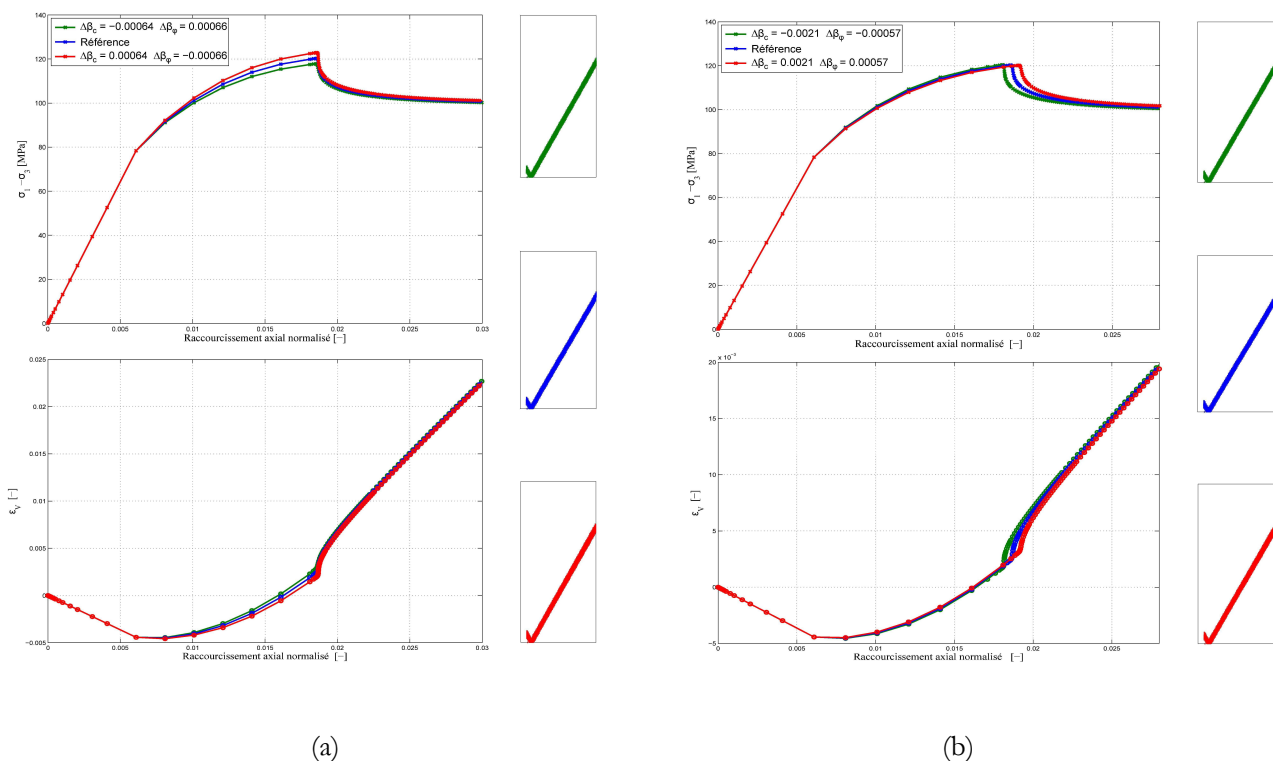 Δβc = −0.00064 Δβφ = 0.00066
Référence
Δβc = 0.00064 Δβφ = −0.00066
140
120
100
80
60
40
20
0
σ1 −σ3 [MPa]
0 0.005 0.01 0.015 0.02 0.025 0.03
Raccourcissement axial normalisé [−]
0.025
0.02
0.015
0.01
0.005
0
−0.005
εV [−]
0 0.005 0.01 0.015 0.02 0.025 0.03
Raccourcissement axial normalisé [−]
(a)
Δβc = −0.0021 Δβφ = −0.00057
Référence
Δβc = 0.0021 Δβφ = 0.00057
140
120
100
80
60
40
20
0
σ1 −σ3 [MPa]
0 0.005 0.01 0.015 0.02 0.025
Raccourcissement axial normalisé [−]
x 10−3
20
15
10
5
0
−5
εV [−]
0 0.005 0.01 0.015 0.02 0.025
Raccourcissement axial normalisé [−]
(b)